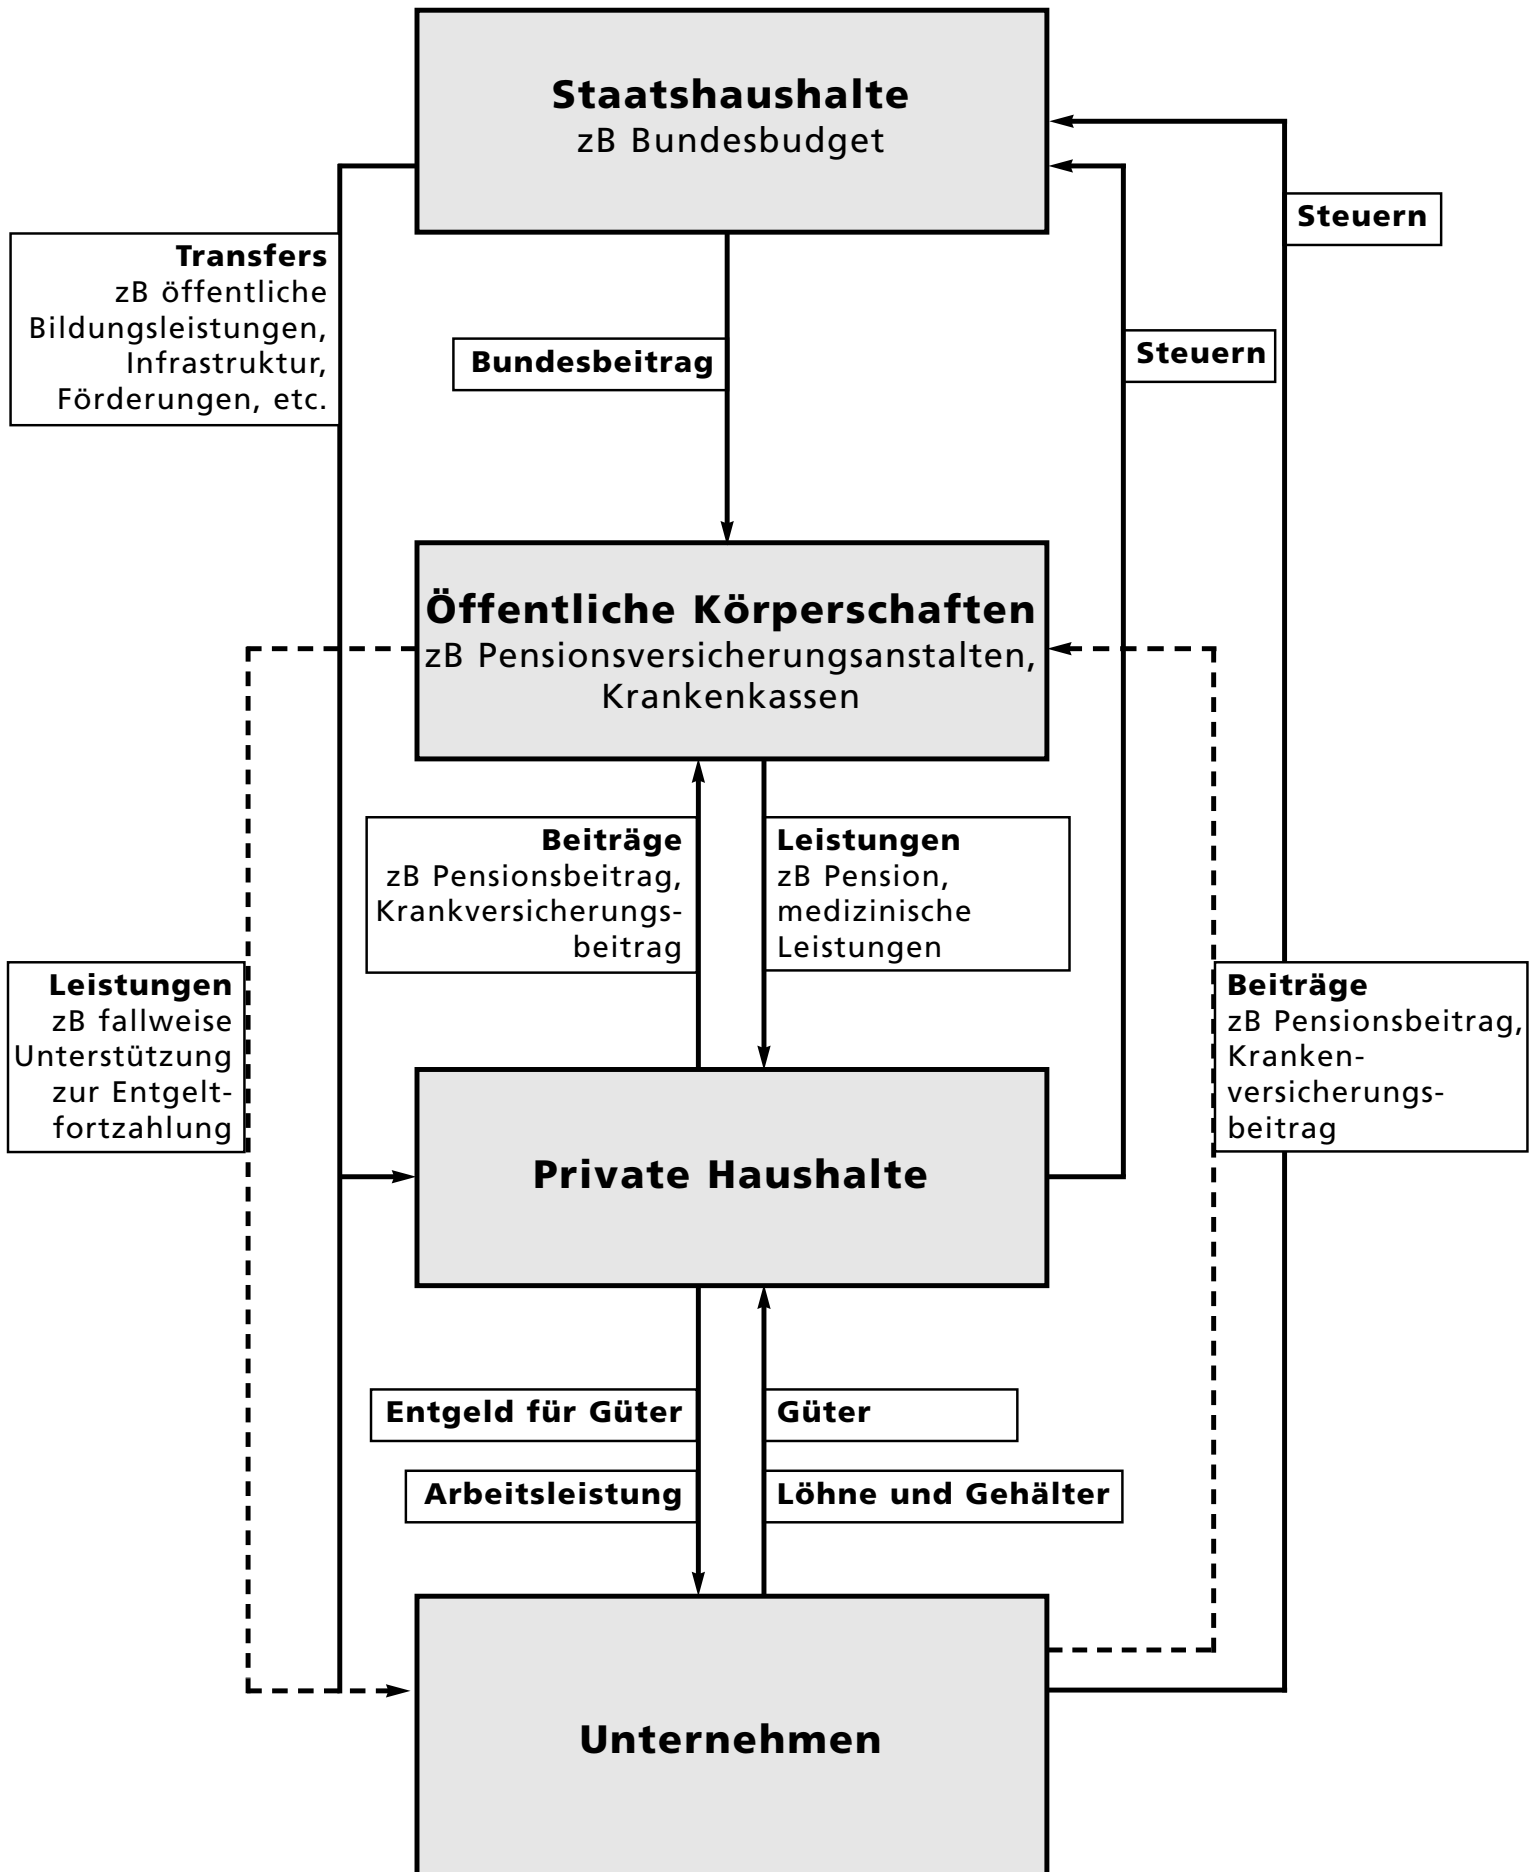 Staatshaushalte
zB Bundesbudget
Steuern
Transfers
zB öffentliche
Bildungsleistungen,
Infrastruktur,
Förderungen, etc.
Bundesbeitrag
Steuern
Öffentliche Körperschaften
zB Pensionsversicherungsanstalten,
Krankenkassen
Beiträge
zB Pensionsbeitrag,
Krankversicherungs-
beitrag
Leistungen
zB Pension,
medizinische
Leistungen
Leistungen
zB fallweise
Unterstützung
zur Entgelt-
fortzahlung
Beiträge
zB Pensionsbeitrag,
Kranken-
versicherungs-
beitrag
Private Haushalte
Entgeld für Güter
Güter
Arbeitsleistung
Löhne und Gehälter
Unternehmen